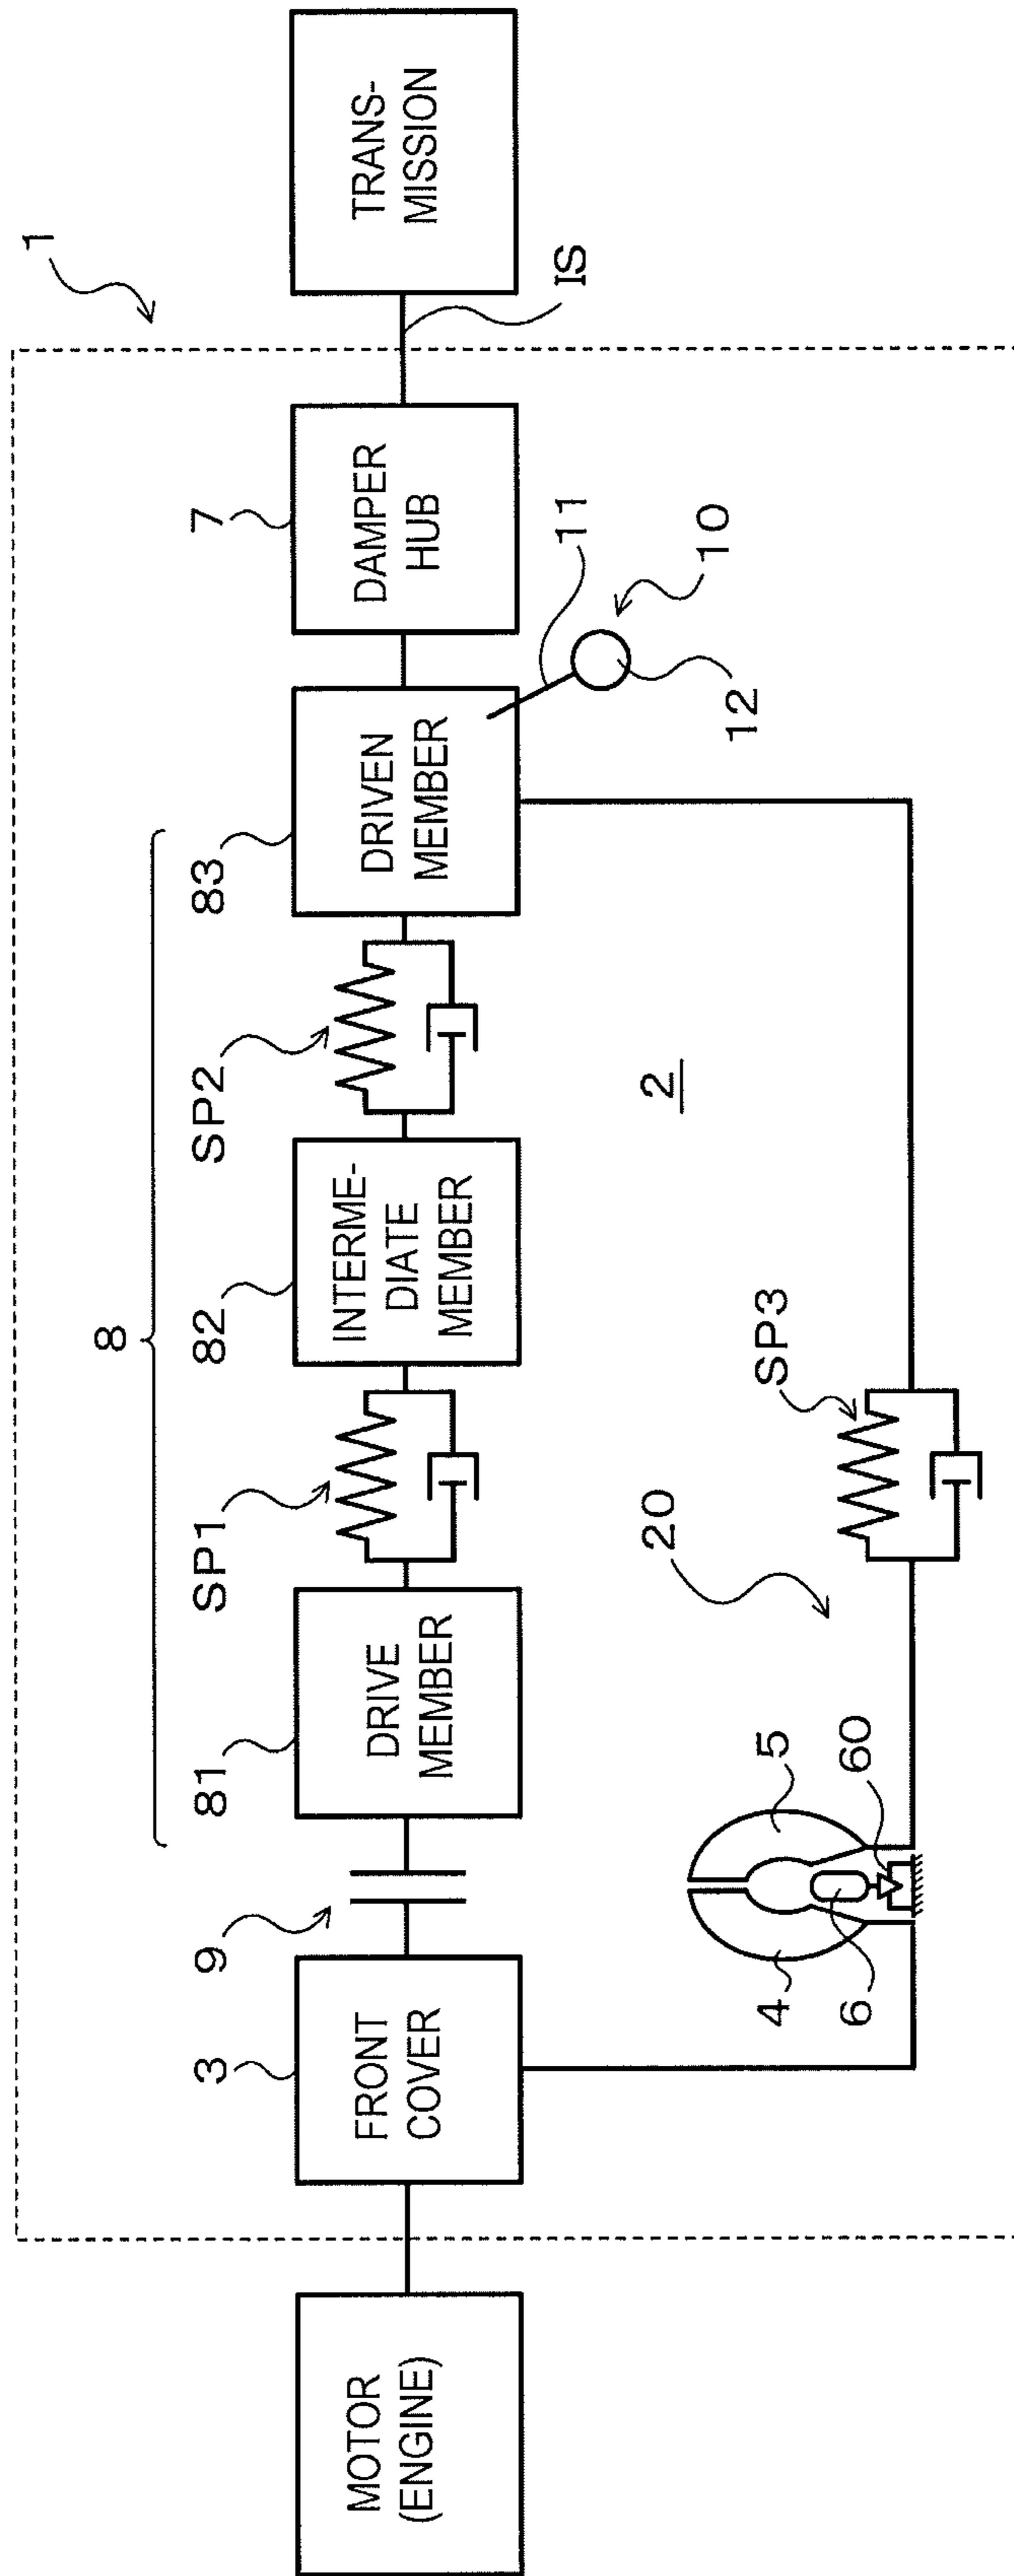 1
8
9
SP1
SP2
3
81
82
83
7
MOTOR
(ENGINE)
FRONT
COVER
DRIVE
MEMBER
INTERME-
DIATE
MEMBER
DRIVEN
MEMBER
DAMPER
HUB
TRANS-
MISSION
IS
11
10
12
2
20
SP3
4
5
6
60